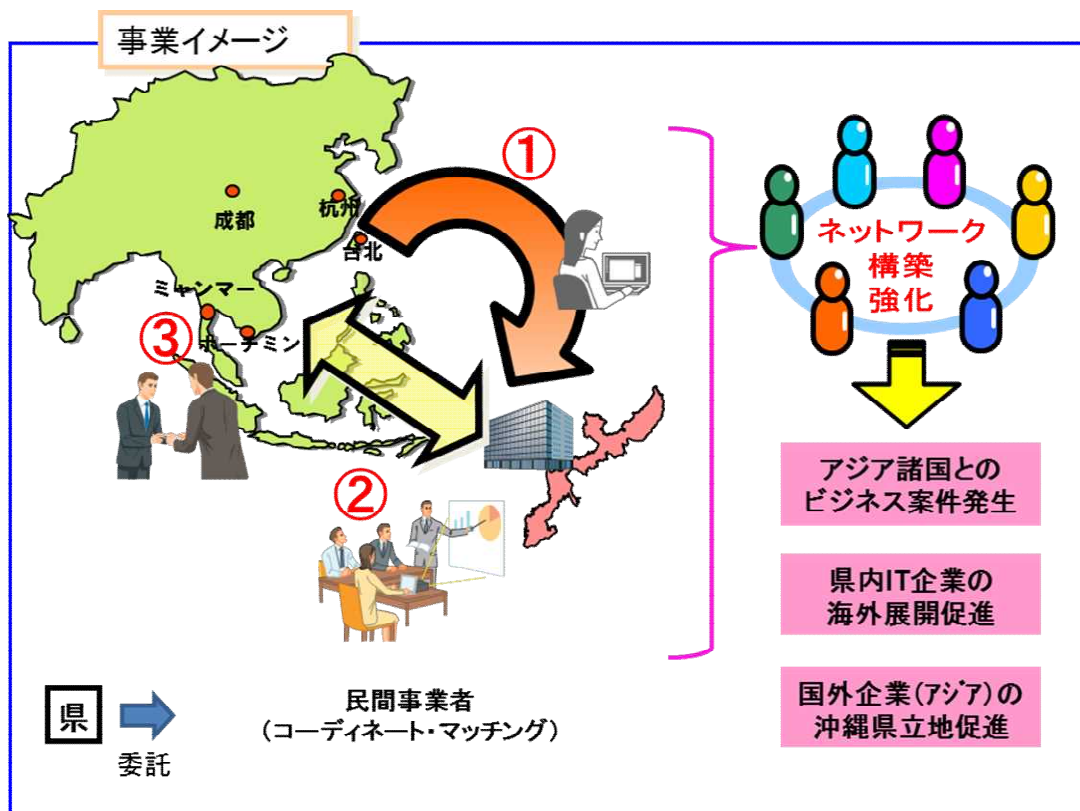 事業イメージ
①
成都
杭州
台北
ミャンマー
③
ホーチミン
②
ネットワーク
構築
強化
アジア諸国との
ビジネス案件発生
県内IT企業の
海外展開促進
国外企業(アジア)の
沖縄県立地促進
県
委託
民間事業者
(コーディネート・マッチング)